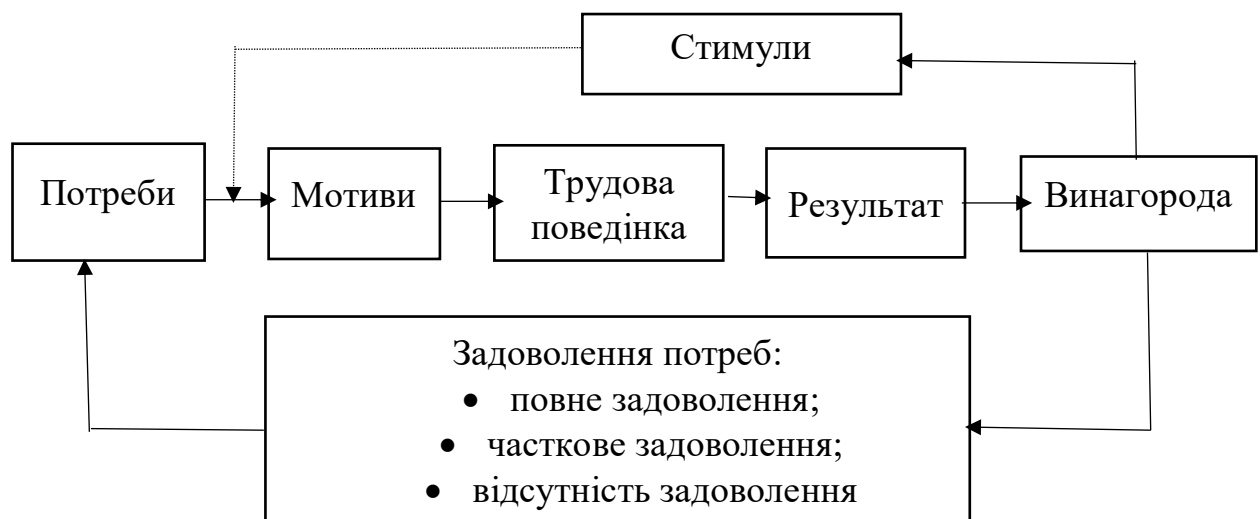 Стимули
Потреби
Мотиви
Трудова
поведінка
Результат
Винагорода
Задоволення потреб:
• повне задоволення;
• часткове задоволення;
• відсутність задоволення